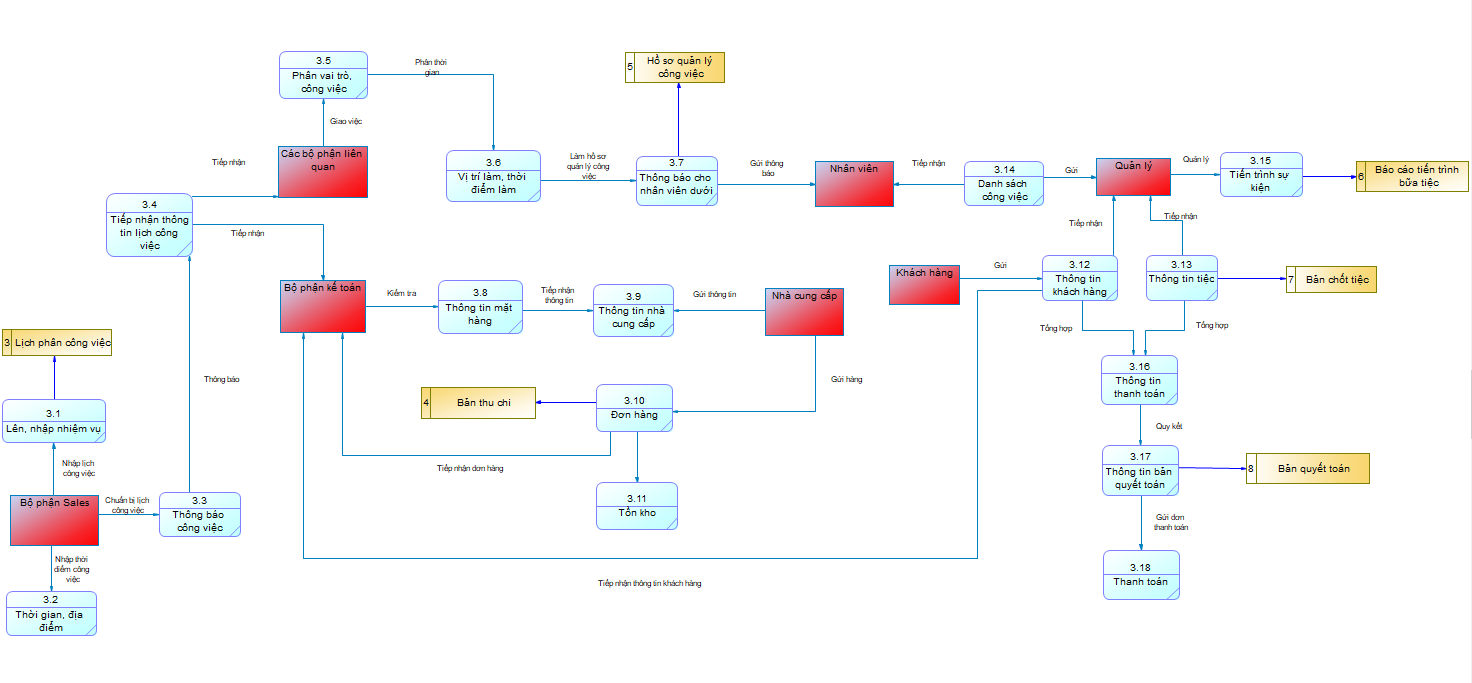 3.5
Phân vai trò,
công việc
Phân thời
gian
5
Hồ sơ quản lý
công việc
Giao việc
Các bộ phận liên
quan
Tiếp nhận
3.6
Vị trí làm, thời
điểm làm
Làm hồ sơ
quản lý công
việc
3.7
Thông báo cho
nhân viên dưới
Gửi thông
báo
Nhân viên
Tiếp nhận
3.14
Danh sách
công việc
Gửi
Quản lý
Quản lý
3.15
Tiến trình sự
kiện
6
Báo cáo tiến trình
bữa tiệc
3.4
Tiếp nhận thông
tin lịch công
việc
Tiếp nhận
Tiếp nhận
Tiếp nhận
Bộ phận kế toán
Kiểm tra
3.8
Thông tin mặt
hàng
Tiếp nhận
thông tin
3.9
Thông tin nhà
cung cấp
Gửi thông tin
Nhà cung cấp
Khách hàng
Gửi
3.12
Thông tin
khách hàng
3.13
Thông tin tiệc
7
Bản chốt tiệc
Tổng hợp
Tổng hợp
3
Lịch phân công việc
Thông báo
Gửi hàng
3.16
Thông tin
thanh toán
3.1
Lên, nhập nhiệm vụ
4
Bản thu chi
3.10
Đơn hàng
Quy kết
Nhập lịch
công việc
Tiếp nhận đơn hàng
3.17
Thông tin bản
quyết toán
8
Bản quyết toán
Bộ phận Sales
Chuẩn bị lịch
công việc
3.3
Thông báo
công việc
3.11
Tồn kho
Gửi đơn
thanh toán
Nhập thời
điểm công
việc
Tiếp nhận thông tin khách hàng
3.18
Thanh toán
3.2
Thời gian, địa
điểm